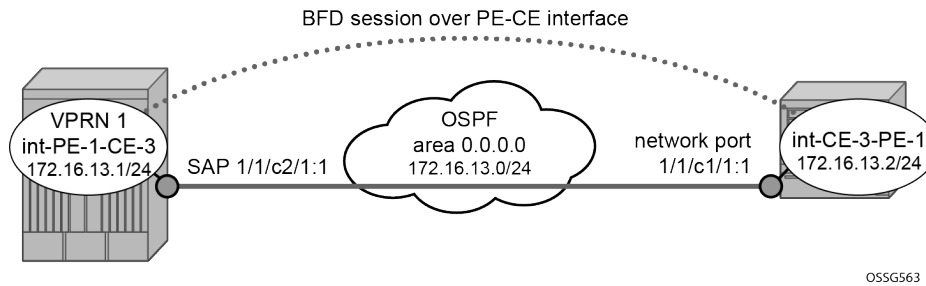 BFD session over PE-CE interface
VPRN 1
int-PE-1-CE-3
172.16.13.1/24
SAP 1/1/c2/1:1
OSPF
area 0.0.0.0
172.16.13.0/24
network port
1/1/c1/1:1
int-CE-3-PE-1
172.16.13.2/24
OSSG563